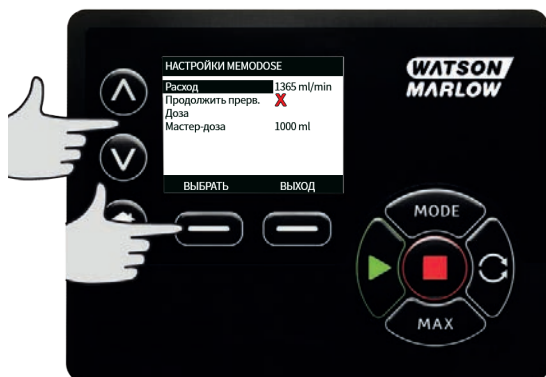 НАСТРОЙКИ MEMODOSE
WATSON
MARLOW
Расход 1365 ml/min
Продолжить прерв. X
Доза
Мастер-доза 1000 ml
ВЫБРАТЬ ВЫХОД
MODE
MAX